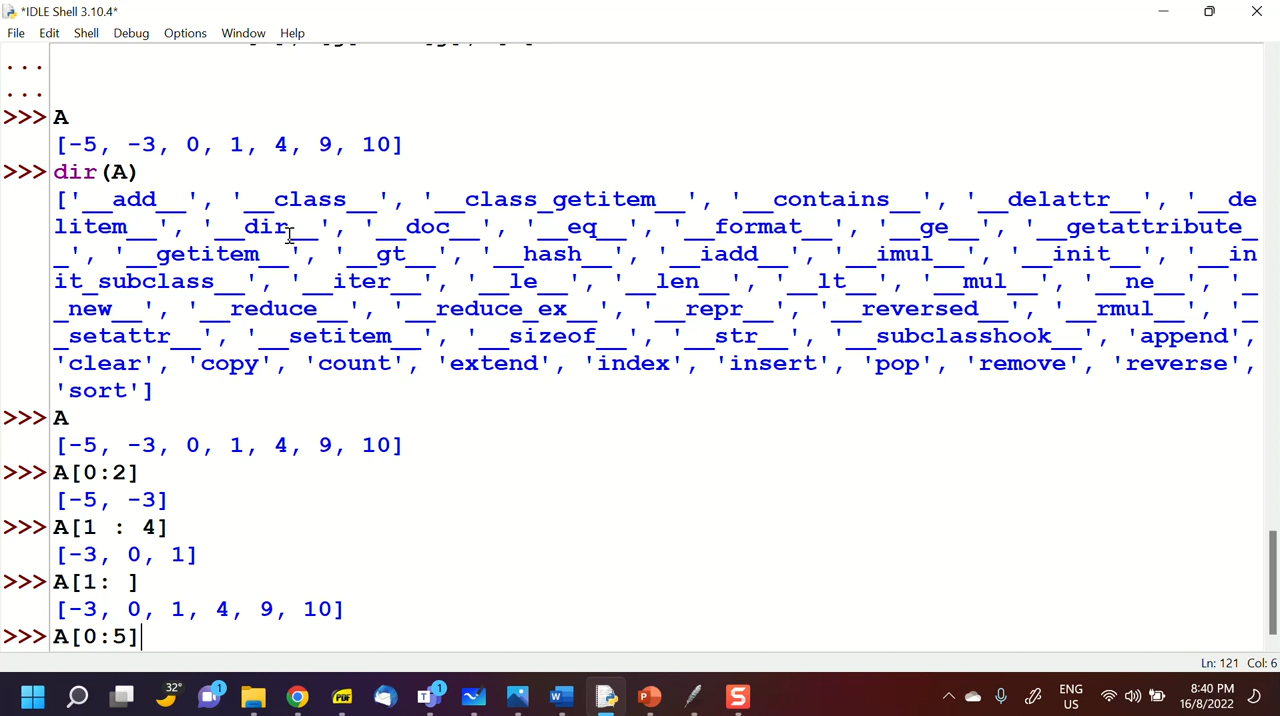 *IDLE Shell 3.10.4*
File Edit Shell Debug Options Window Help
...
...
>>> A
[-5, -3, 0, 1, 4, 9, 10]
>>> dir(A)
['__add__', '__class__', '__class_getitem__', '__contains__', '__delattr__', '__de
litem__', '__dir__', '__doc__', '__eq__', '__format__', '__ge__', '__getattribute_
_', '__getitem__', '__gt__', '__hash__', '__iadd__', '__imul__', '__init__', '__in
it_subclass__', '__iter__', '__le__', '__len__', '__lt__', '__mul__', '__ne__', '_
_new__', '__reduce__', '__reduce_ex__', '__repr__', '__reversed__', '__rmul__', '_
_setattr__', '__setitem__', '__sizeof__', '__str__', '__subclasshook__', 'append',
'clear', 'copy', 'count', 'extend', 'index', 'insert', 'pop', 'remove', 'reverse',
'sort']
>>> A
[-5, -3, 0, 1, 4, 9, 10]
>>> A[0:2]
[-5, -3]
>>> A[1 : 4]
[-3, 0, 1]
>>> A[1: ]
[-3, 0, 1, 4, 9, 10]
>>> A[0:5]
Ln: 121 Col: 6
32°
1
PDF
1
ENG
US
8:40 PM
16/8/2022